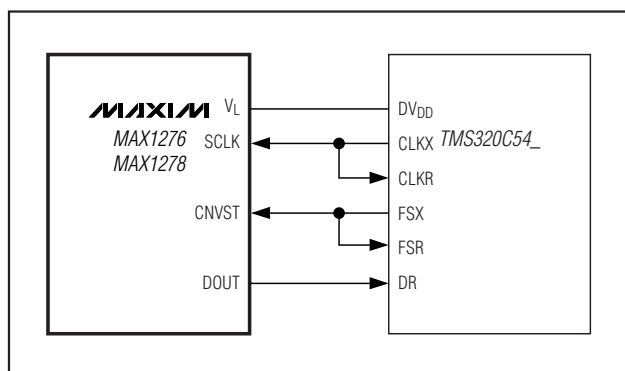 MAXIM VL DVDD
MAX1276 SCLK CLKX TMS320C54_
MAX1278 CLKR
CNVST FSX
FSR
DOUT DR